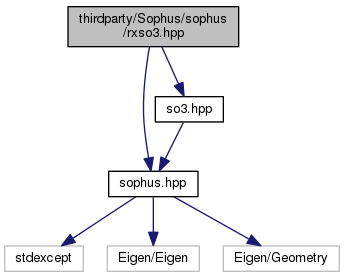 thirdparty/Sophus/sophus
/rxso3.hpp
so3.hpp
sophus.hpp
stdexcept
Eigen/Eigen
Eigen/Geometry